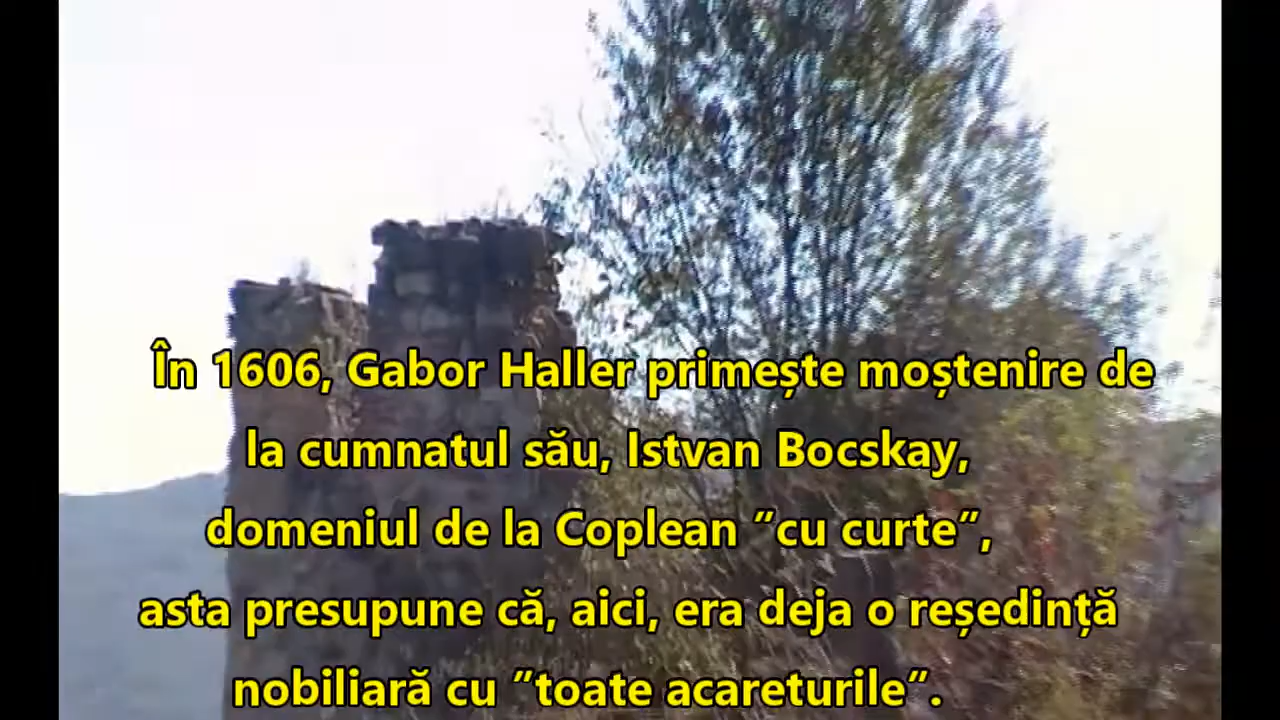 În 1606, Gabor Haller primește moștenire de
la cumnatul său, Istvan Bocskay,
domeniul de la Coplean ”cu curte”,
asta presupune că, aici, era deja o reședință
nobiliară cu ”toate acareturile”.